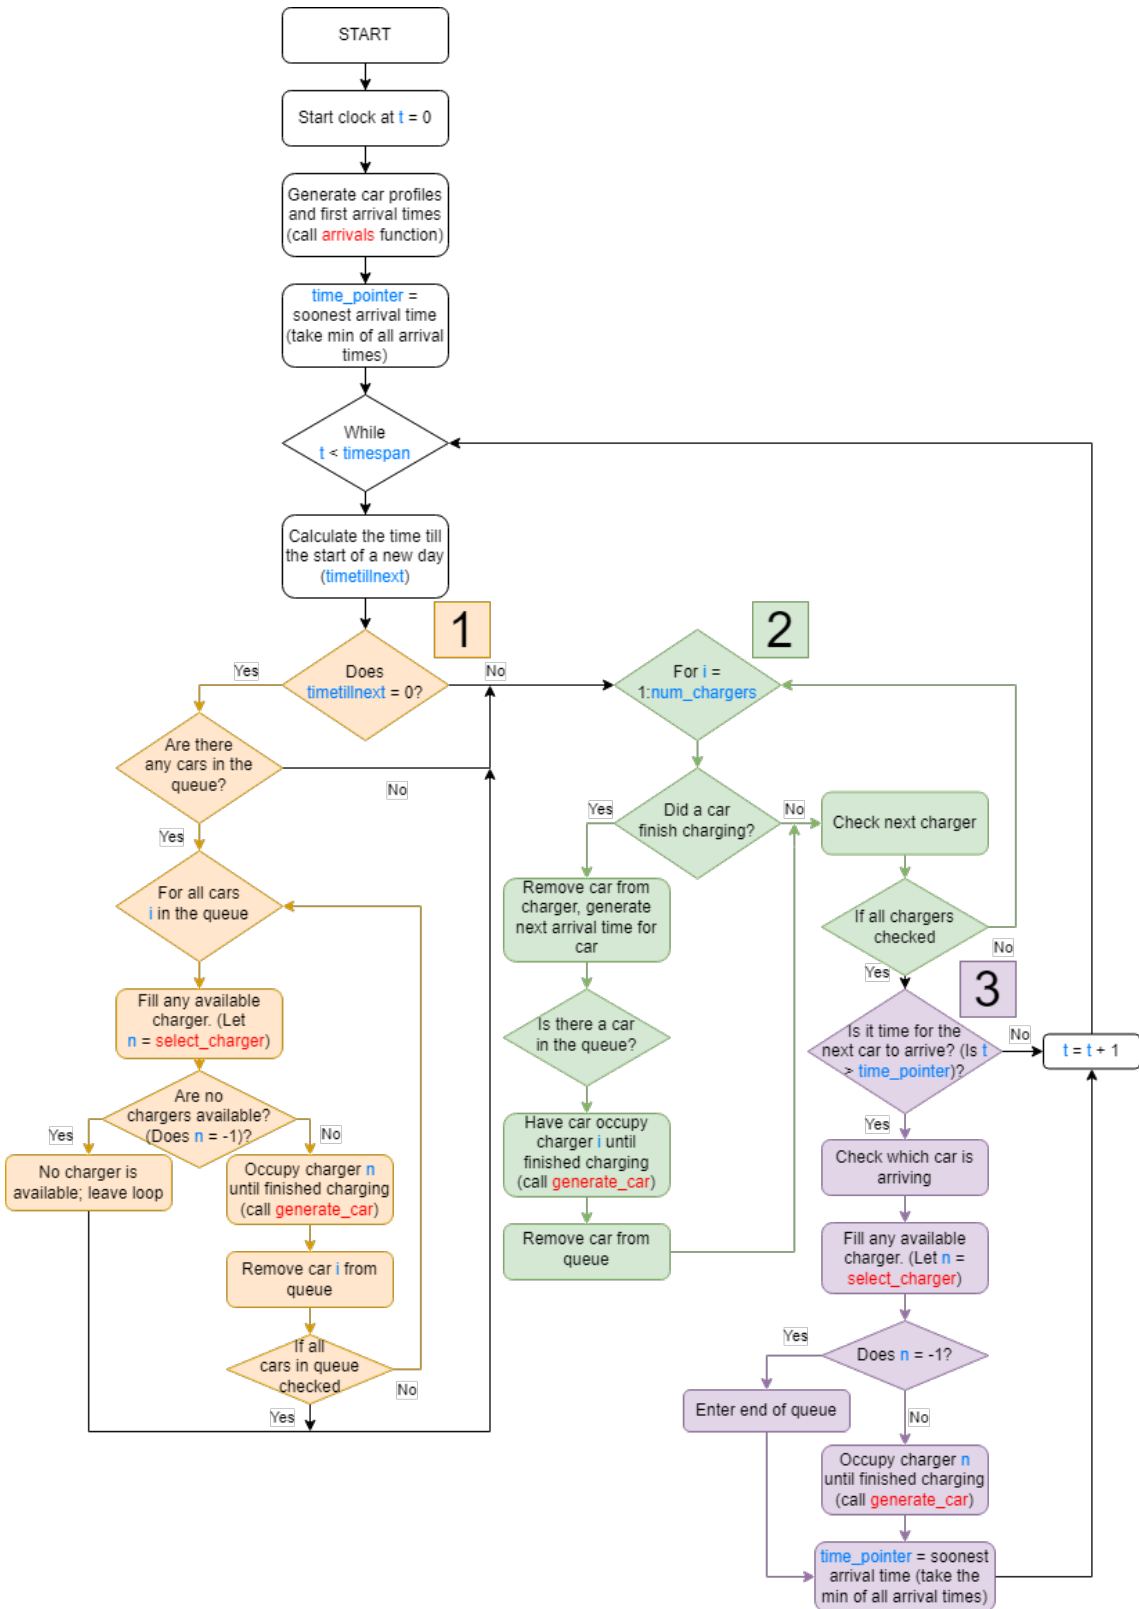 START
Start clock at t = 0
Generate car profiles
and first arrival times
(call arrivals function)
time_pointer =
soonest arrival time
(take min of all arrival
times)
While
t < timespan
Calculate the time till
the start of a new day
(timetillnext)
1
Does
timetillnext = 0?
Yes
No
Are there
any cars in the
queue?
No
Yes
For all cars
i in the queue
Fill any available
charger. (Let
n = select_charger)
Are no
chargers available?
(Does n = -1)?
Yes
No
No charger is
available; leave loop
Occupy charger n
until finished charging
(call generate_car)
Remove car i from
queue
If all
cars in queue
checked
No
Yes
2
For i =
1:num_chargers
Did a car
finish charging?
Yes
No
Check next charger
Remove car from
charger, generate
next arrival time for
car
If all chargers
checked
No
Yes
Is there a car
in the queue?
Have car occupy
charger i until
finished charging
(call generate_car)
Remove car from
queue
3
Is it time for the
next car to arrive? (Is t
> time_pointer)?
No
t = t + 1
Yes
Check which car is
arriving
Fill any available
charger. (Let n =
select_charger)
Does n = -1?
Yes
Enter end of queue
No
Occupy charger n
until finished charging
(call generate_car)
time_pointer = soonest
arrival time (take the
min of all arrival times)